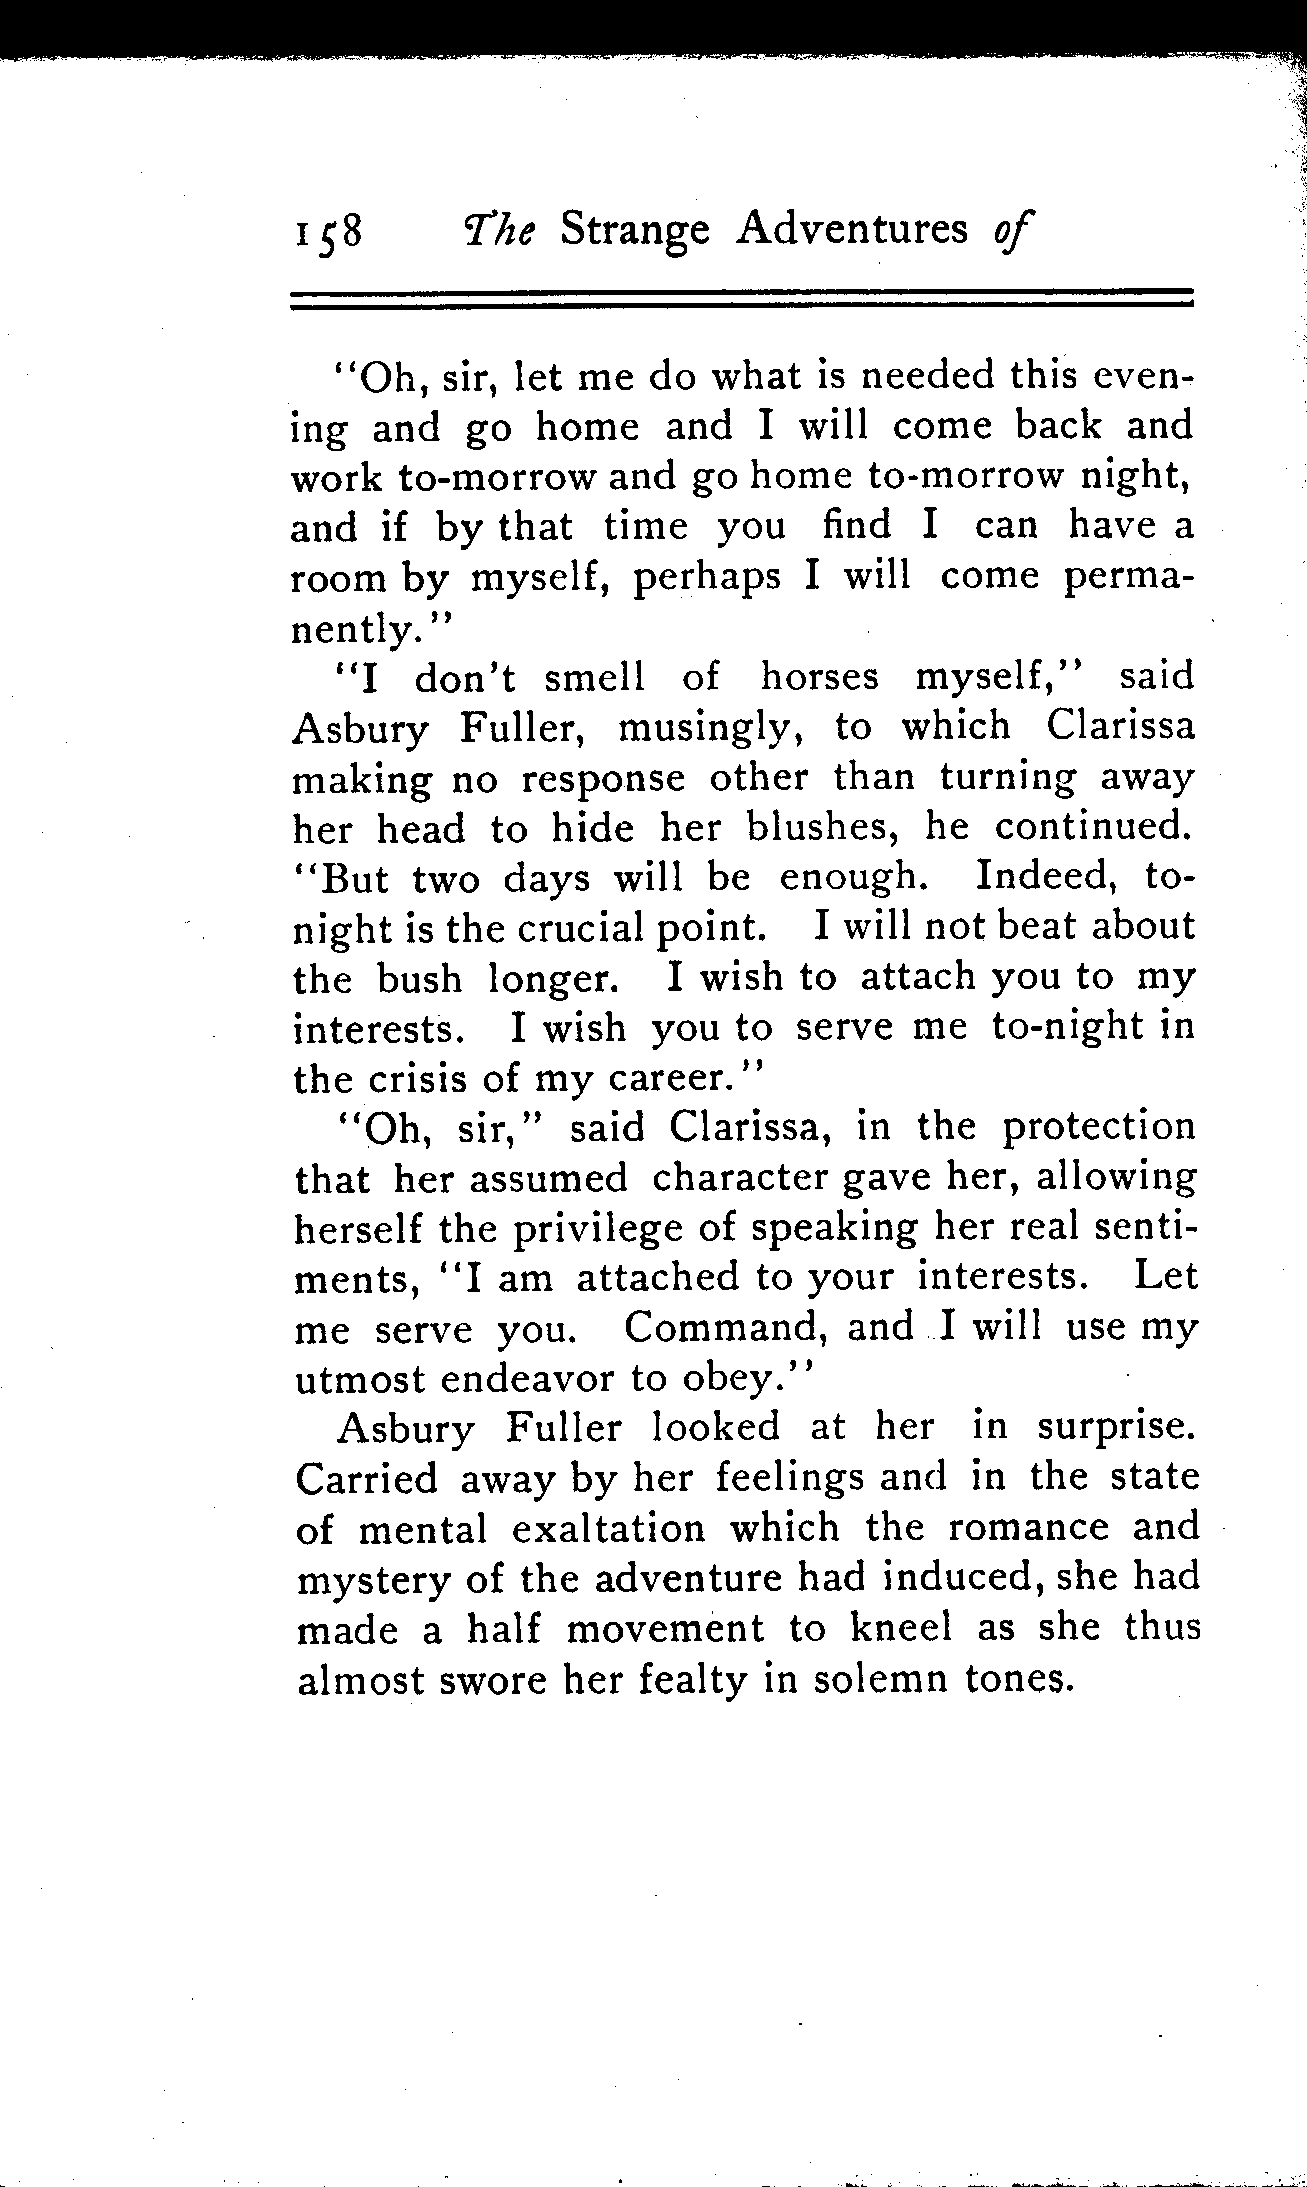 158 The Strange Adventures of
"Oh, sir, let me do what is needed this even-
ing and go home and I will come back and
work to-morrow and go home to-morrow night,
and if by that time you find I can have a
room by myself, perhaps I will come perma-
nently."
"I don't smell of horses myself," said
Asbury Fuller, musingly, to which Clarissa
making no response other than turning away
her head to hide her blushes, he continued.
"But two days will be enough. Indeed, to-
night is the crucial point. I will not beat about
the bush longer. I wish to attach you to my
interests. I wish you to serve me to-night in
the crisis of my career."
"Oh, sir," said Clarissa, in the protection
that her assumed character gave her, allowing
herself the privilege of speaking her real senti-
ments, "I am attached to your interests. Let
me serve you. Command, and I will use my
utmost endeavor to obey."
Asbury Fuller looked at her in surprise.
Carried away by her feelings and in the state
of mental exaltation which the romance and
mystery of the adventure had induced, she had
made a half movement to kneel as she thus
almost swore her fealty in solemn tones.